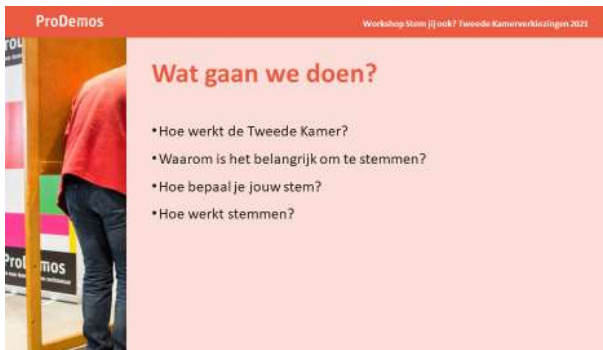 ProDemos
Workshop Stem jij ook? Tweede Kamerverkiezingen 2021
Wat gaan we doen?
•Hoe werkt de Tweede Kamer?
•Waarom is het belangrijk om te stemmen?
•Hoe bepaal je jouw stem?
•Hoe werkt stemmen?
ProDemos